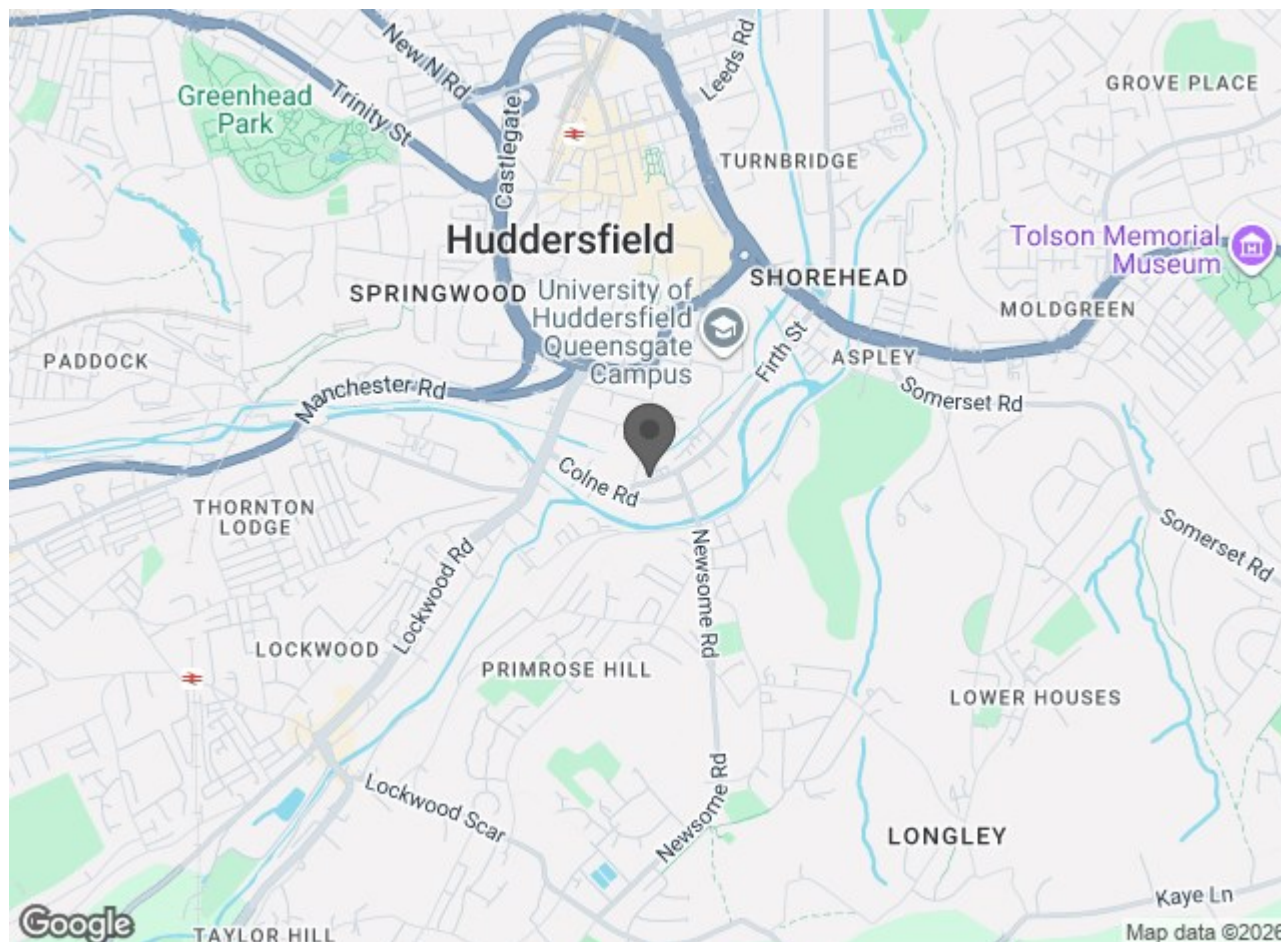 New N Rd
Leeds Rd
GROVE PLACE
Greenhead
Park
Trinity St
Castlegate
TURNBRIDGE
Huddersfield
Tolson Memorial
Museum
SPRINGWOOD
University of
Huddersfield
Queensgate
Campus
SHOREHEAD
MOLDGREEN
PADDOCK
Firth St
ASPLEY
Manchester Rd
Somerset Rd
Colne Rd
THORNTON
LODGE
Somerset Rd
Newsome Rd
Lockwood Rd
LOCKWOOD
PRIMROSE HILL
LOWER HOUSES
Newsome Rd
Lockwood Scar
LONGLEY
Kaye Ln
Google
TAYLOR HILL
Map data ©2026